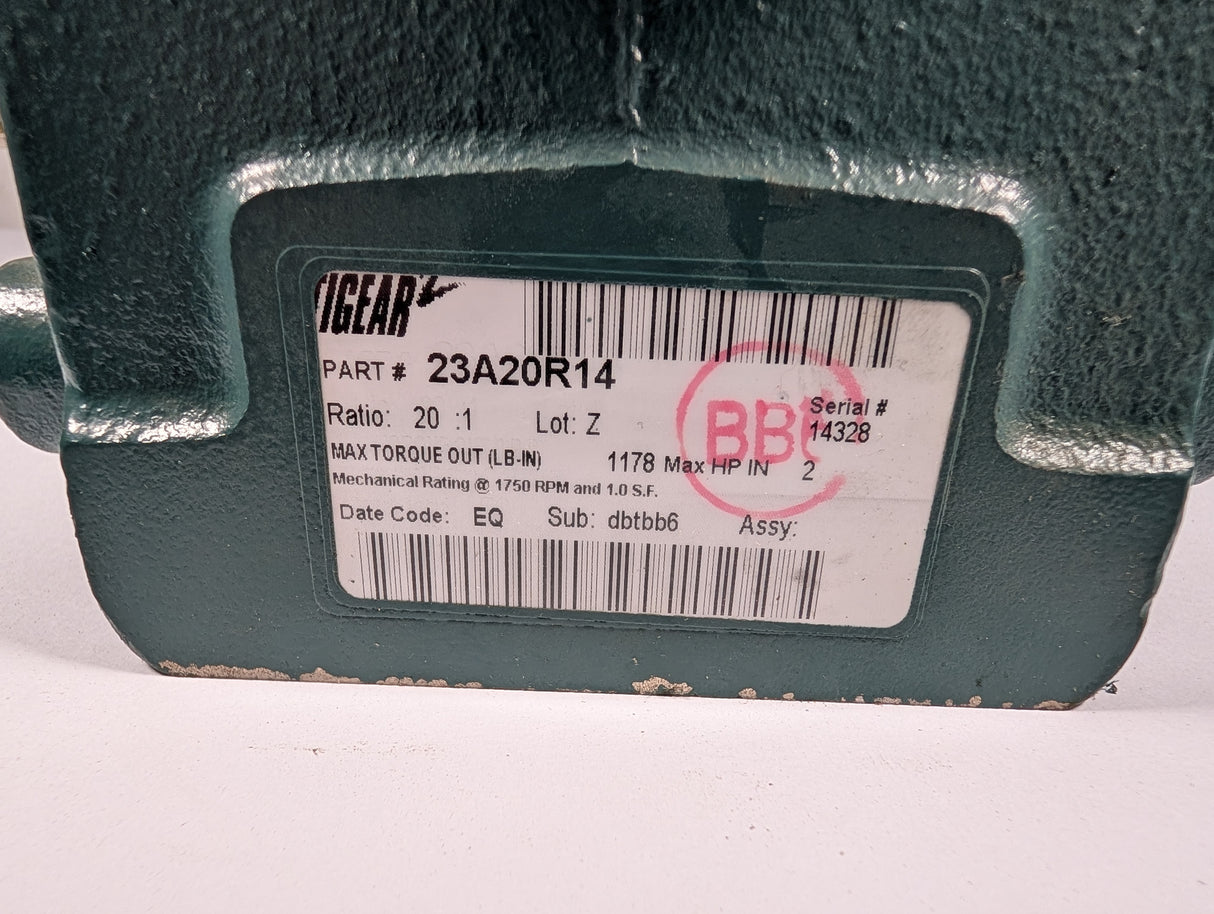 IGEAR
PART # 23A20R14
Ratio: 20 :1 Lot: Z
Serial #
14328
MAX TORQUE OUT (LB-IN) 1178 Max HP IN 2
Mechanical Rating @ 1750 RPM and 1.0 S.F.
Date Code: EQ Sub: dbtbb6 Assy: